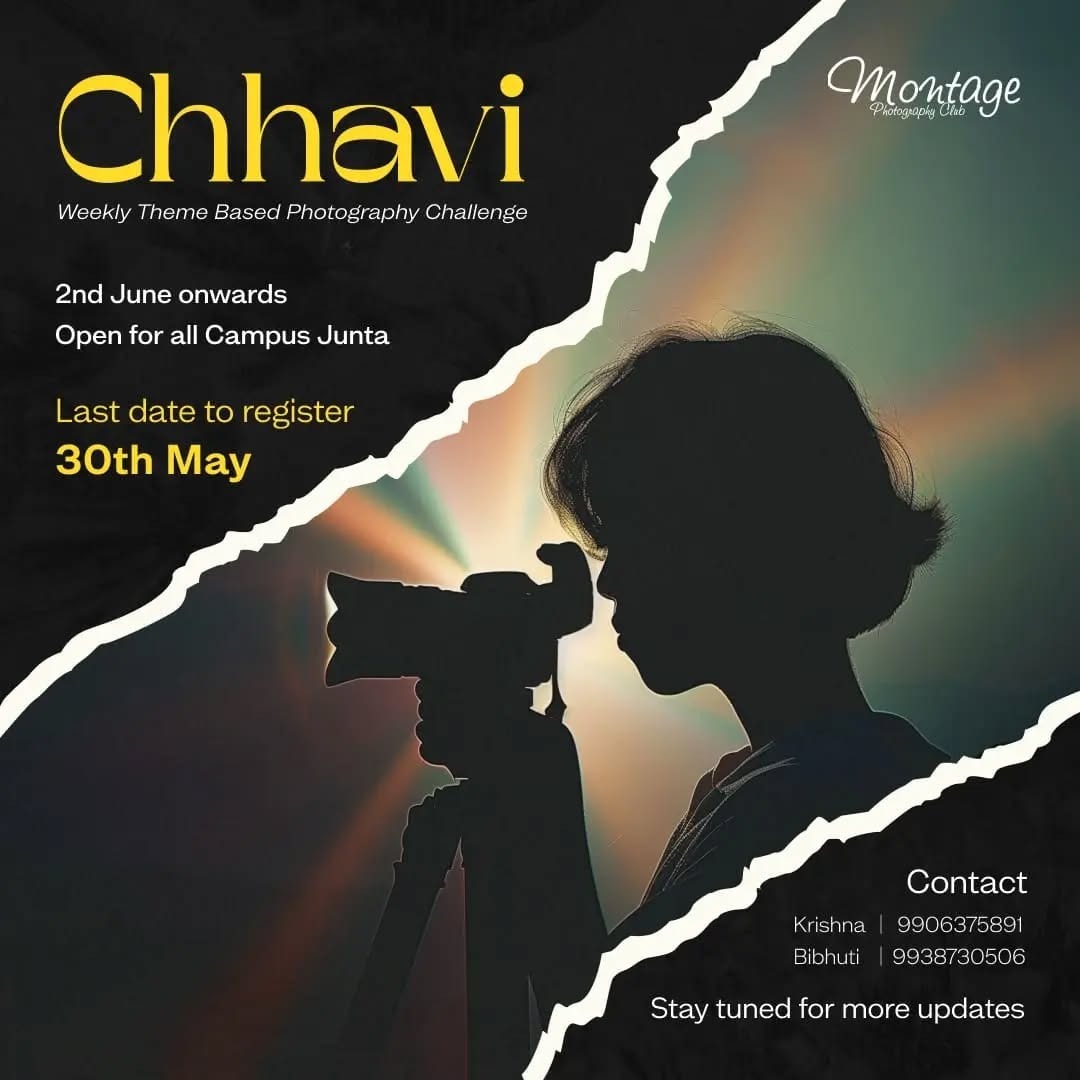 Chhavi
Weekly Theme Based Photography Challenge
Montage
Photography Club
2nd June onwards
Open for all Campus Junta
Last date to register
30th May
Contact
Krishna | 9906375891
Bibhuti | 9938730506
Stay tuned for more updates